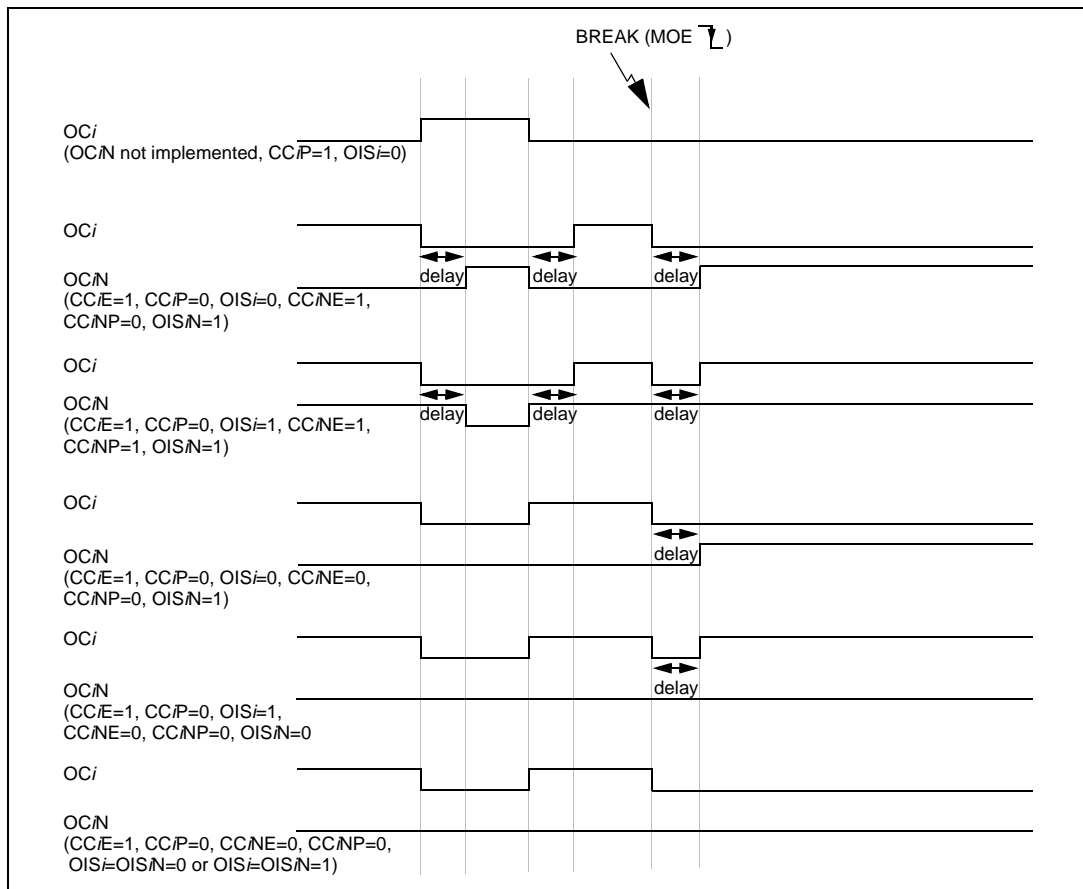 BREAK (MOE )
OCi
(OCiN not implemented, CCiP=1, OISi=0)
OCi
delay delay delay
OCiN
(CCiE=1, CCiP=0, OISi=0, CCiNE=1,
CCiNP=0, OISiN=1)
OCi
OCiN
delay delay delay
(CCiE=1, CCiP=0, OISi=1, CCiNE=1,
CCiNP=1, OISiN=1)
OCi
OCiN
delay
(CCiE=1, CCiP=0, OISi=0, CCiNE=0,
CCiNP=0, OISiN=1)
OCi
OCiN
delay
(CCiE=1, CCiP=0, OISi=1,
CCiNE=0, CCiNP=0, OISiN=0
OCi
OCiN
(CCiE=1, CCiP=0, CCiNE=0, CCiNP=0,
OISi=OISiN=0 or OISi=OISiN=1)